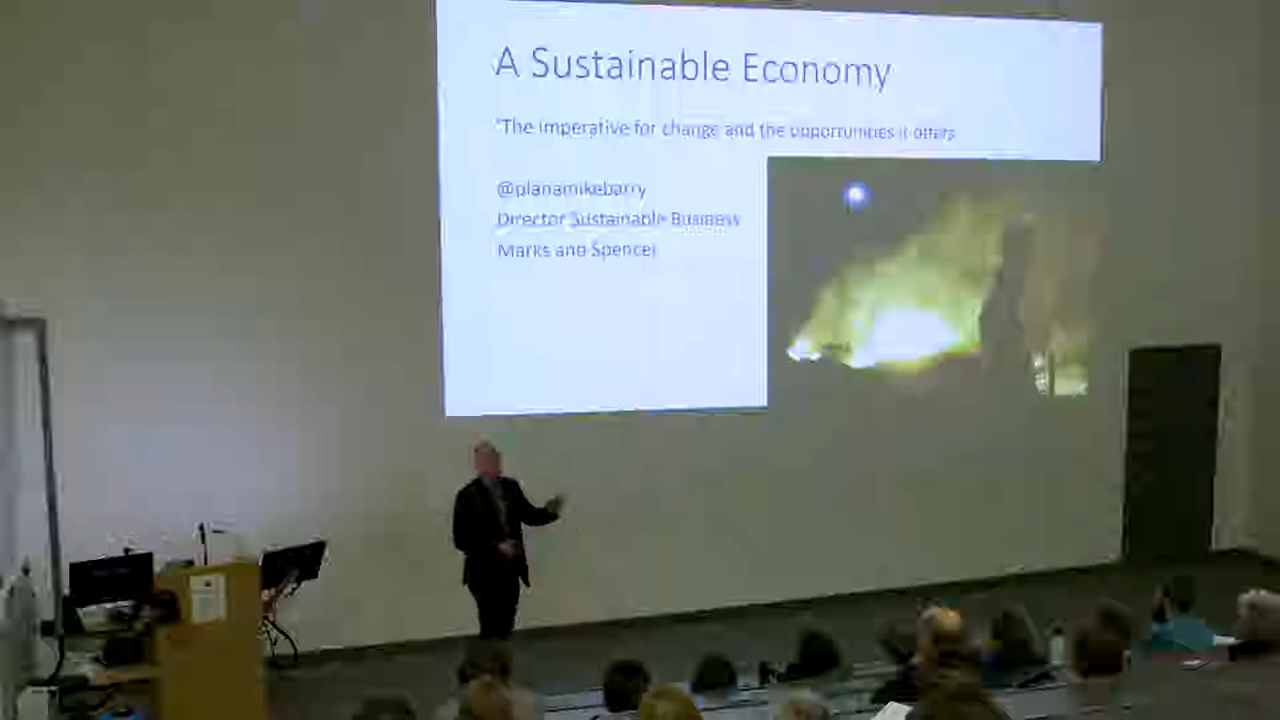 A Sustainable Economy
"The imperative for change and the opportunities it offers
@planamikebarry
Director Sustainable Business
Marks and Spencer